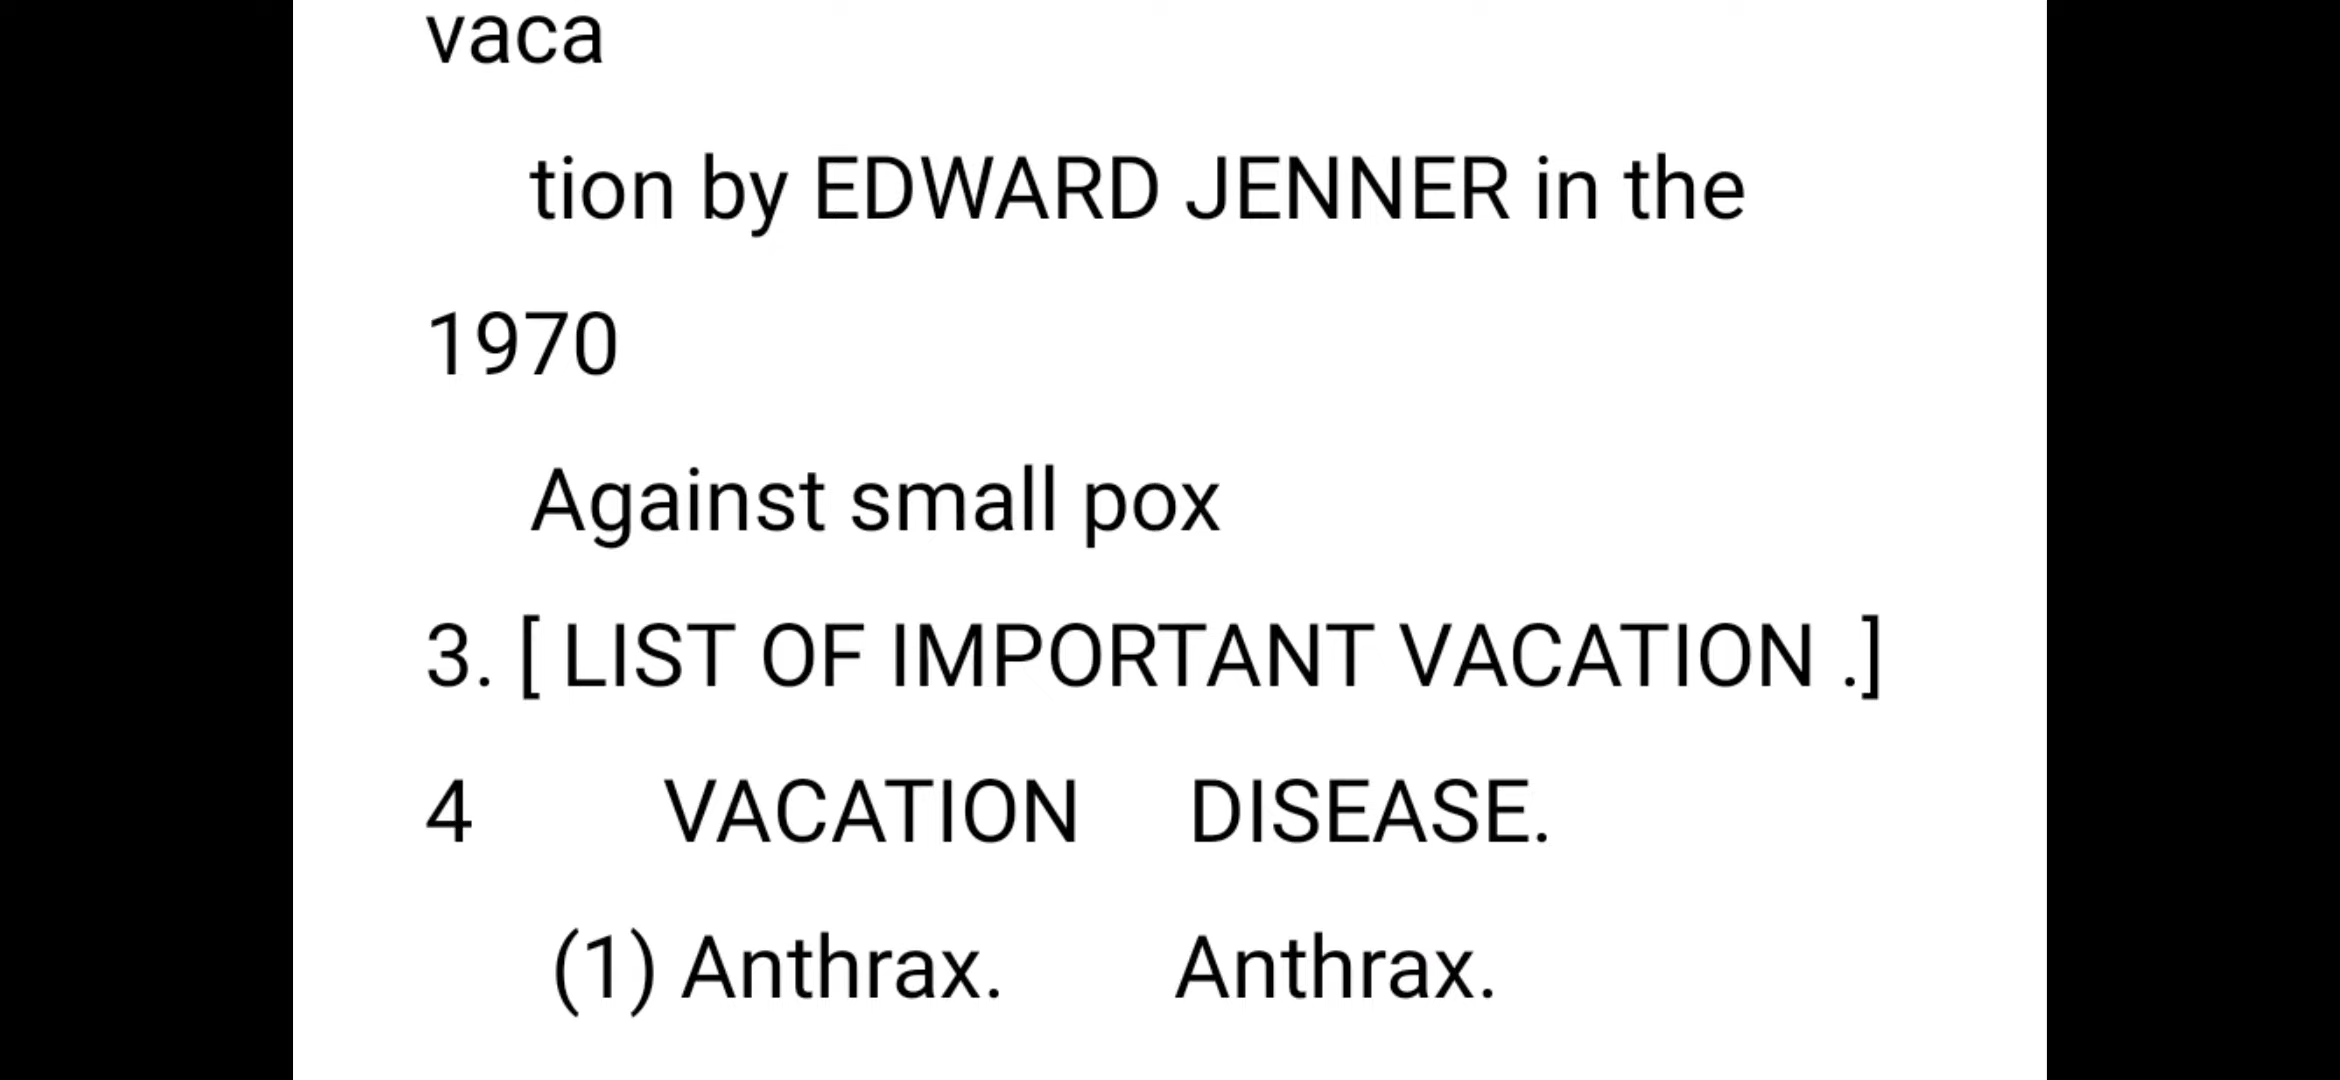 vaca
tion by EDWARD JENNER in the
1970
Against small pox
3. [ LIST OF IMPORTANT VACATION .]
4 VACATION DISEASE.
(1) Anthrax. Anthrax.